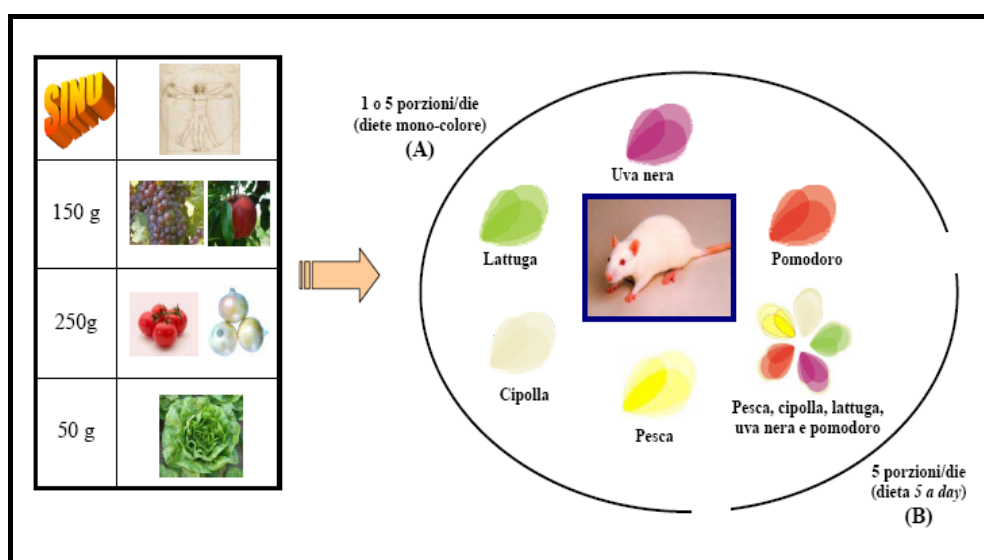 SINU
150 g
250g
50 g
1 o 5 porzioni/die
(diete mono-colore)
(A)
Uva nera
Lattuga
Pomodoro
Cipolla
Pesca
Pesca, cipolla, lattuga,
uva nera e pomodoro
5 porzioni/die
(dieta 5 a day)
(B)